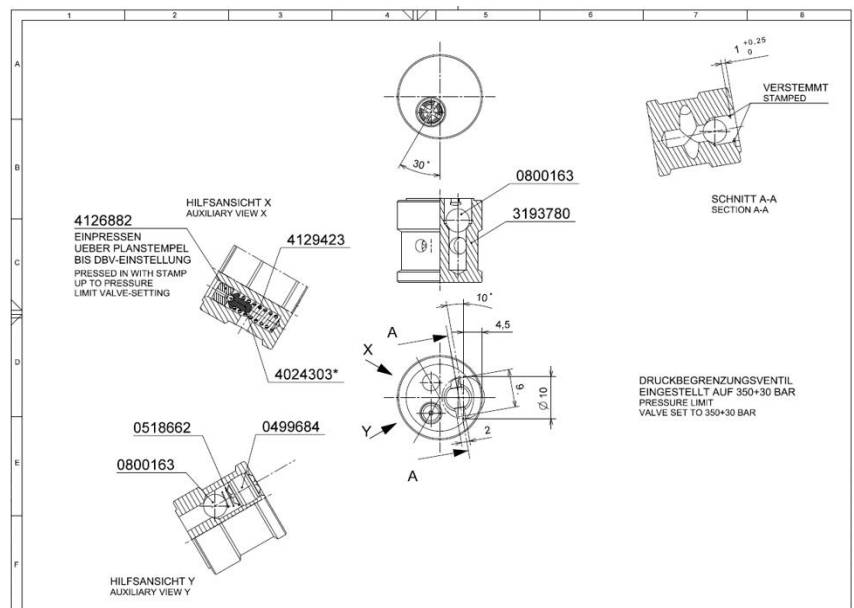 1 2 3 4 5 6 7 8
A
B
C
D
E
F
1 +0,25 0
VERSTEMMT
STAMPED
SCHNITT A-A
SECTION A-A
30°
0800163
3193780
HILFSANSICHT X
AUXILIARY VIEW X
4126882
EINPRESSEN
UEBER PLANSTEMPEL
BIS DBV-EINSTELLUNG
PRESSED IN WITH STAMP
UP TO PRESSURE
LIMIT VALVE-SETTING
4129423
4024303*
10°
4,5
A
X
Y
Ø 10
2
A
DRUCKBEGRENZUNGSVENTIL
EINGESTELLT AUF 350+30 BAR
PRESSURE LIMIT
VALVE SET TO 350+30 BAR
0518662
0499684
0800163
HILFSANSICHT Y
AUXILIARY VIEW Y